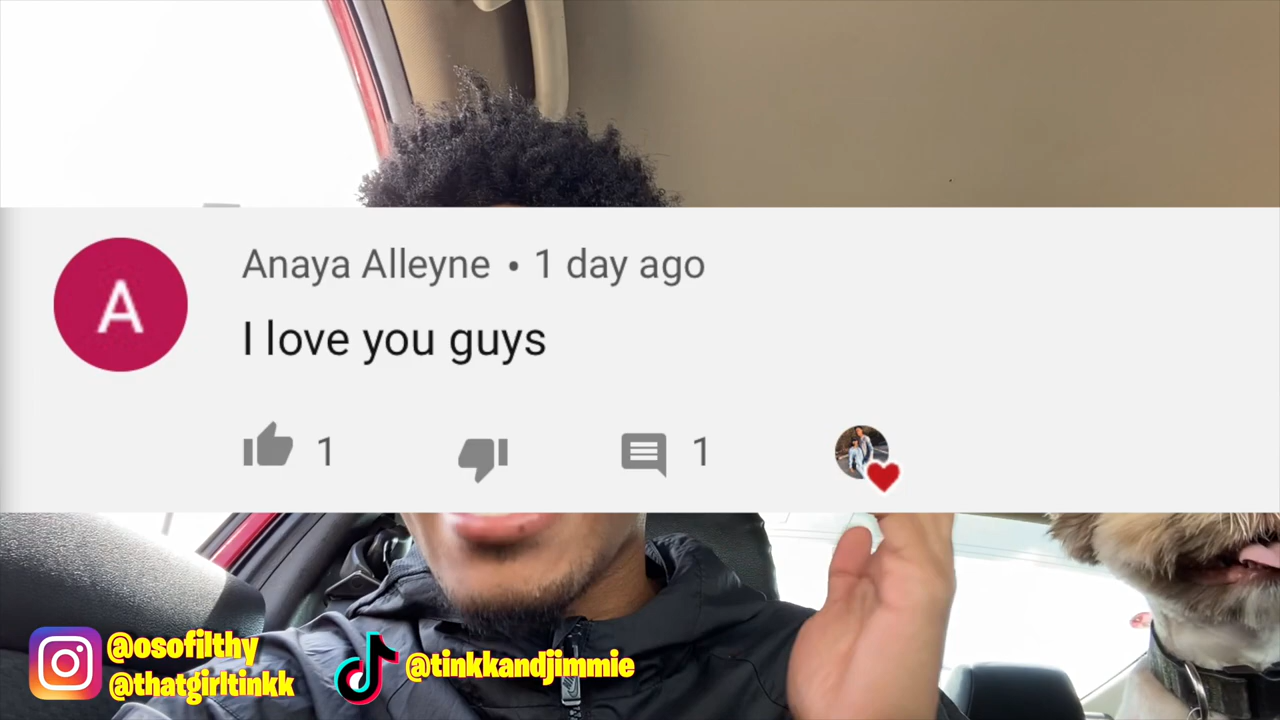 A
Anaya Alleyne • 1 day ago
I love you guys
1
1
@osofilthy
@thatgirltinkk
@tinkkandjimmie